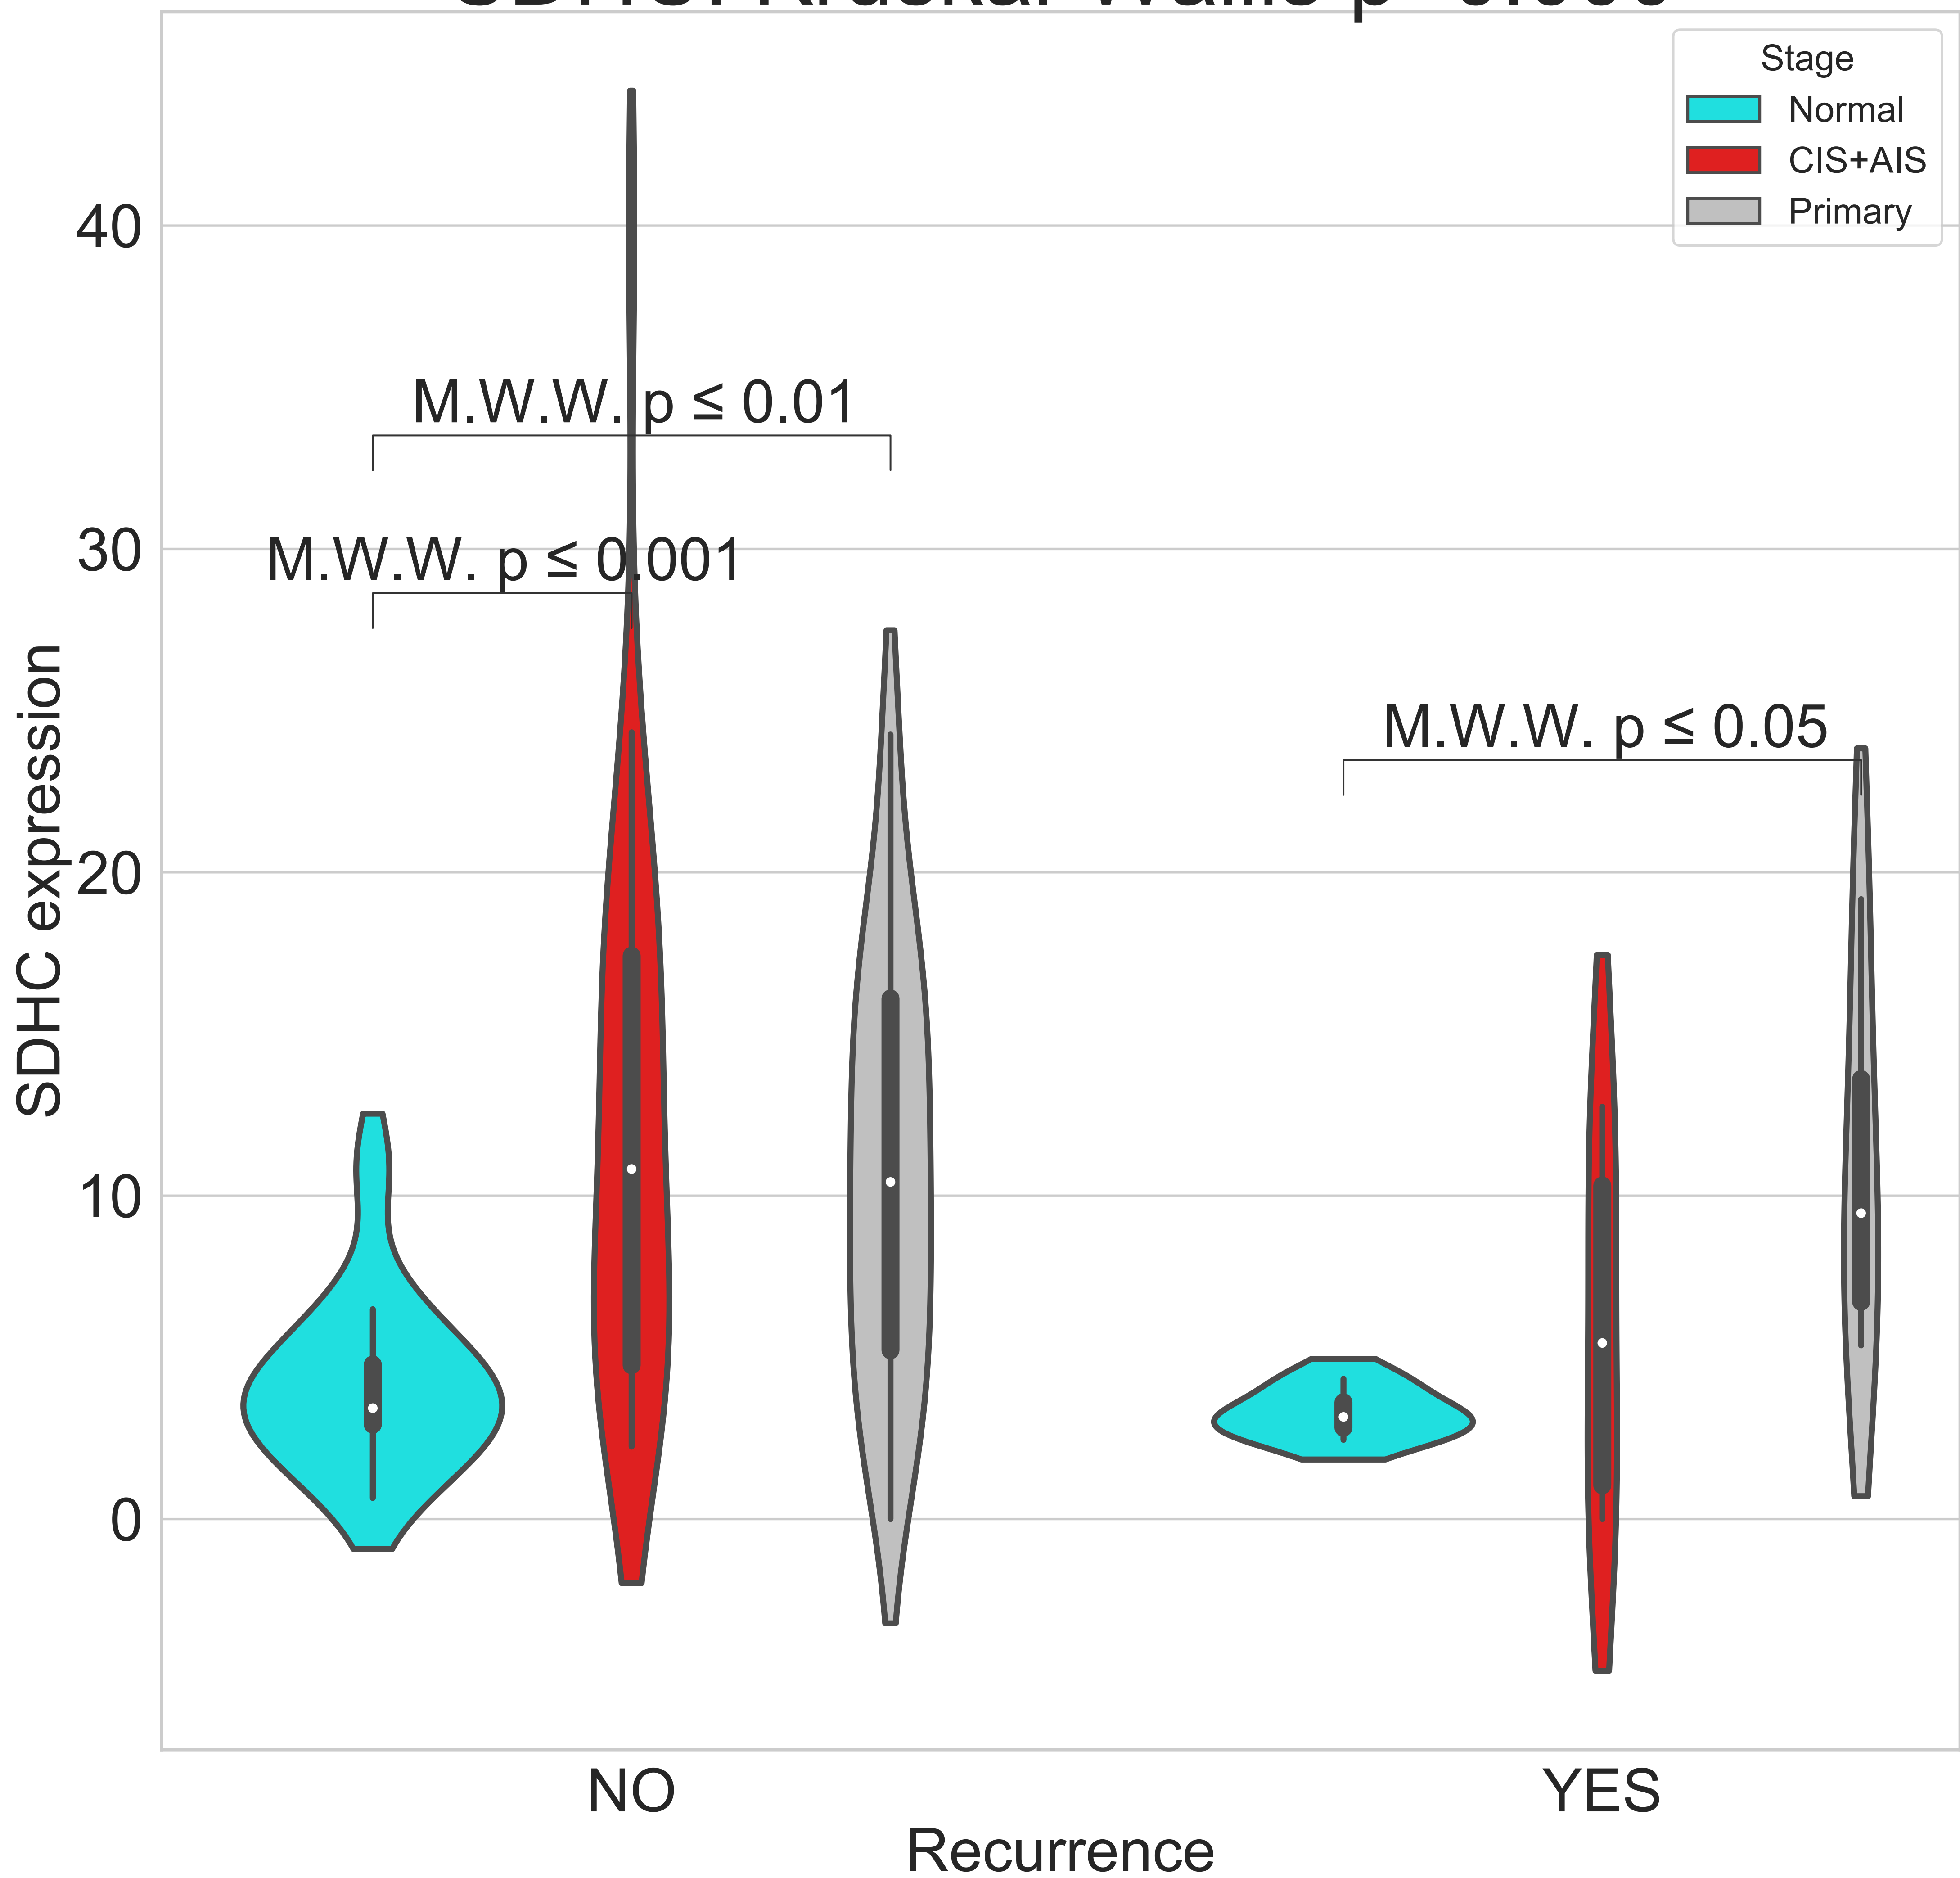 Stage
Normal
CIS+AIS
Primary
40
30
20
10
0
SDHC expression
M.W.W. p ≤ 0.01
M.W.W. p ≤ 0.001
M.W.W. p ≤ 0.05
NO
YES
Recurrence